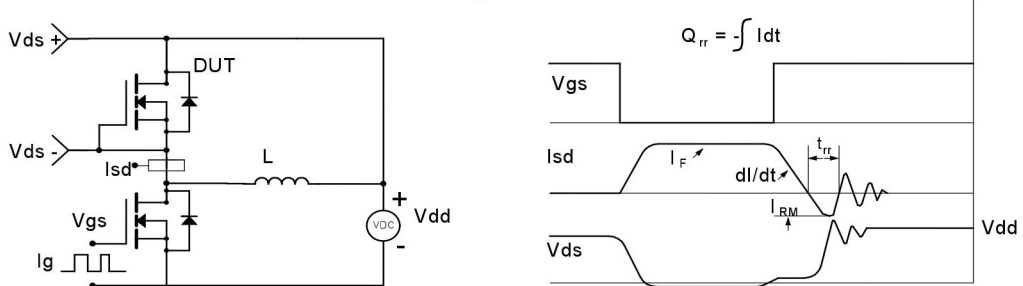 Vds +
DUT
Vds -
Isd
L
Vgs
Ig
+
VDC
-
Vdd
Q rr = -∫ Idt
Vgs
Isd
I F
dI/dt
t rr
I RM
Vds
Vdd